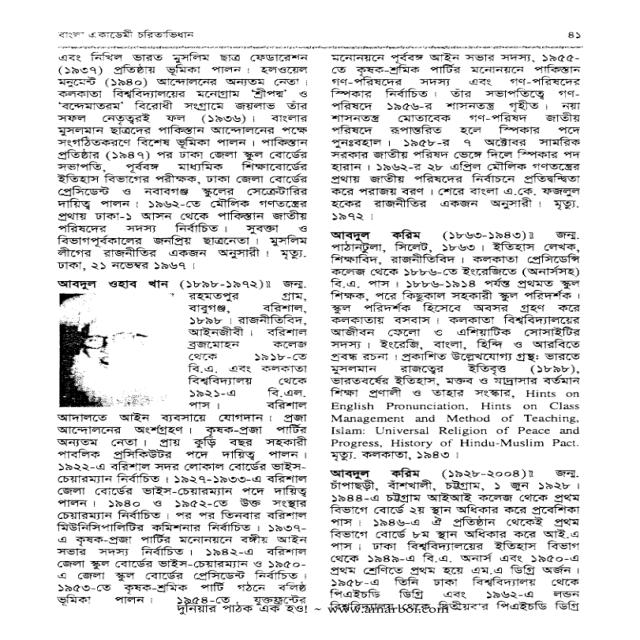 বাংলা একাডেমী চরিতাভিধান
৪১
এবং নিখিল ভারত মুসলিম ছাত্র ফেডারেশন
(১৯৩৭) প্রতিষ্ঠায় ভূমিকা পালন। হলওয়েল
মনুমেন্ট (১৯৪০) আন্দোলনের অন্যতম নেতা।
কলকাতা বিশ্ববিদ্যালয়ের মনোগ্রাম 'শ্রীপদ্ম' ও
'বন্দেমাতরম' বিরোধী সংগ্রামে জয়লাভ তাঁর
সফল নেতৃত্বেরই ফল (১৯৩৬)। বাংলার
মুসলমান ছাত্রদের পাকিস্তান আন্দোলনের পক্ষে
সংগঠিতকরণে বিশেষ ভূমিকা পালন। পাকিস্তান
প্রতিষ্ঠার (১৯৪৭) পর ঢাকা জেলা স্কুল বোর্ডের
সভাপতি, পূর্ববঙ্গ মাধ্যমিক শিক্ষাবোর্ডের
ইতিহাস বিভাগের পরীক্ষক, ঢাকা জেলা বোর্ডের
প্রেসিডেন্ট ও নবাবগঞ্জ স্কুলের সেক্রেটারির
দায়িত্ব পালন। ১৯৬২-তে মৌলিক গণতন্ত্রের
প্রথায় ঢাকা-১ আসন থেকে পাকিস্তান জাতীয়
পরিষদের সদস্য নির্বাচিত। সুবক্তা ও
বিভাগপূর্বকালের জনপ্রিয় ছাত্রনেতা। মুসলিম
লীগের রাজনীতির একজন অনুসারী। মৃত্যু.
ঢাকা, ২১ নভেম্বর ১৯৬৭।
আবদুল ওহাব খান (১৮৯৮-১৯৭২)॥ জন্ম.
রহমতপুর গ্রাম,
বাবুগঞ্জ, বরিশাল,
১৮৯৮। রাজনীতিবিদ,
আইনজীবী। বরিশাল
ব্রজমোহন কলেজ
থেকে ১৯১৮-তে
বি.এ. এবং কলকাতা
বিশ্ববিদ্যালয় থেকে
১৯২১-এ বি.এল.
পাস। বরিশাল
আদালতে আইন ব্যবসায়ে যোগদান। প্রজা
আন্দোলনের অংশগ্রহণ। কৃষক-প্রজা পার্টির
অন্যতম নেতা। প্রায় কুড়ি বছর সহকারী
পাবলিক প্রসিকিউটর পদে দায়িত্ব পালন।
১৯২২-এ বরিশাল সদর লোকাল বোর্ডের ভাইস-
চেয়ারম্যান নির্বাচিত। ১৯২৭-১৯৩৩-এ বরিশাল
জেলা বোর্ডের ভাইস-চেয়ারম্যান পদে দায়িত্ব
পালন। ১৯৪০ ও ১৯৫২-তে উক্ত সংস্থার
চেয়ারম্যান নির্বাচিত। পর পর তিনবার বরিশাল
মিউনিসিপালিটির কমিশনার নির্বাচিত। ১৯৩৭-
এ কৃষক-প্রজা পার্টির মনোনয়নে বঙ্গীয় আইন
সভার সদস্য নির্বাচিত। ১৯৪২-এ বরিশাল
জেলা স্কুল বোর্ডের ভাইস-চেয়ারম্যান ও ১৯৫০-
এ জেলা স্কুল বোর্ডের প্রেসিডেন্ট নির্বাচিত।
১৯৫৩-তে কৃষক-শ্রমিক পার্টি গঠনে বলিষ্ঠ
ভূমিকা পালন। ১৯৫৪-তে যুক্তফ্রন্টের
মনোনয়নে পূর্ববঙ্গ আইন সভার সদস্য, ১৯৫৫-
তে কৃষক-শ্রমিক পার্টির মনোনয়নে পাকিস্তান
গণ-পরিষদের সদস্য এবং গণ-পরিষদের
স্পিকার নির্বাচিত। তাঁর সভাপতিত্বে গণ-
পরিষদে ১৯৫৬-র শাসনতন্ত্র গৃহীত। নয়া
শাসনতন্ত্র মোতাবেক গণ-পরিষদ জাতীয়
পরিষদে রূপান্তরিত হলে স্পিকার পদে
পুনঃবহাল। ১৯৫৮-র ৭ অক্টোবর সামরিক
সরকার জাতীয় পরিষদ ভেঙ্গে দিলে স্পিকার পদ
হারান। ১৯৬২-র ২৮ এপ্রিল মৌলিক গণতন্ত্রের
প্রথায় জাতীয় পরিষদের নির্বাচনে প্রতিদ্বন্দ্বিতা
করে পরাজয় বরণ। শেরে বাংলা এ.কে. ফজলুল
হকের রাজনীতির একজন অনুসারী। মৃত্যু.
১৯৭২।
আবদুল করিম (১৮৬৩-১৯৪৩)॥ জন্ম.
পাঠানটুলা, সিলেট, ১৮৬৩। ইতিহাস লেখক,
শিক্ষাবিদ, রাজনীতিবিদ। কলকাতা প্রেসিডেন্সি
কলেজ থেকে ১৮৮৬-তে ইংরেজিতে (অনার্সসহ)
বি.এ. পাস। ১৮৮৬-১৯১৪ পর্যন্ত প্রথমত স্কুল
শিক্ষক, পরে কিছুকাল সহকারী স্কুল পরিদর্শক।
স্কুল পরিদর্শক হিসেবে অবসর গ্রহণ করে
কলকাতায় বসবাস। কলকাতা বিশ্ববিদ্যালয়ের
আজীবন ফেলো ও এশিয়াটিক সোসাইটির
সদস্য। ইংরেজি, বাংলা, হিন্দি ও আরবিতে
প্রবন্ধ রচনা। প্রকাশিত উল্লেখযোগ্য গ্রন্থ: ভারতে
মুসলমান রাজত্বের ইতিবৃত্ত (১৮৯৮),
ভারতবর্ষের ইতিহাস, মক্তব ও মাদ্রাসার বর্তমান
শিক্ষা প্রণালী ও তাহার সংস্কার, Hints on
English Pronunciation, Hints on Class
Management and Method of Teaching,
Islam: Universal Religion of Peace and
Progress, History of Hindu-Muslim Pact.
মৃত্যু. কলকাতা, ১৯৪৩।
আবদুল করিম (১৯২৮-২০০৪)॥ জন্ম.
চাঁপাছড়ী, বাঁশখালী, চট্টগ্রাম, ১ জুন ১৯২৮।
১৯৪৪-এ চট্টগ্রাম আইআই কলেজ থেকে প্রথম
বিভাগে বোর্ডে ২য় স্থান অধিকার করে প্রবেশিকা
পাস। ১৯৪৬-এ ঐ প্রতিষ্ঠান থেকেই প্রথম
বিভাগে বোর্ডে ৮ম স্থান অধিকার করে আই.এ
পাস। ঢাকা বিশ্ববিদ্যালয়ের ইতিহাস বিভাগ
থেকে ১৯৪৯-এ বি.এ. অনার্স এবং ১৯৫০-এ
প্রথম শ্রেণিতে প্রথম হয়ে এম.এ ডিগ্রি অর্জন।
১৯৫৮-এ তিনি ঢাকা বিশ্ববিদ্যালয় থেকে
পিএইচডি ডিগ্রি এবং ১৯৬২-এ লন্ডন
বিশ্ববিদ্যালয় থেকে দ্বিতীয়বার পিএইচডি ডিগ্রি
দুনিয়ার পাঠক এক হও! ~ www.amarboi.com